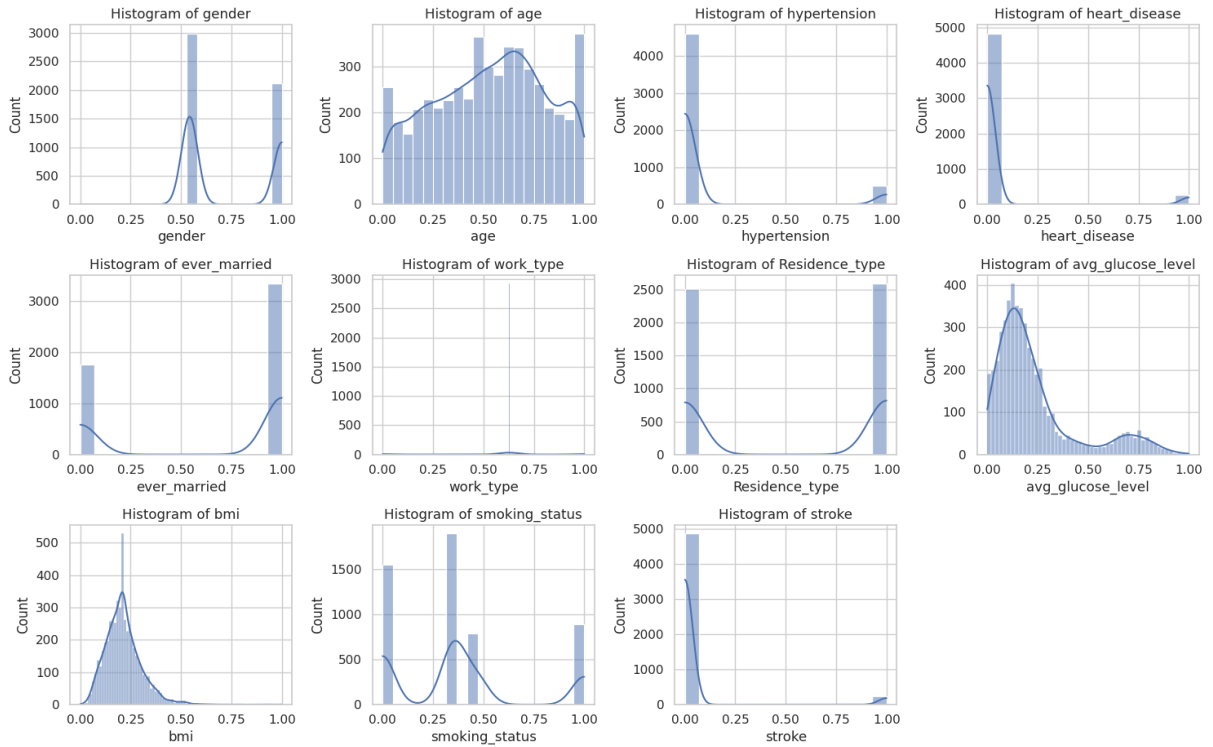 Histogram of gender
Count
3000
2500
2000
1500
1000
500
0
0.00 0.25 0.50 0.75 1.00
gender
Histogram of age
Count
300
200
100
0
0.00 0.25 0.50 0.75 1.00
age
Histogram of hypertension
Count
4000
3000
2000
1000
0
0.00 0.25 0.50 0.75 1.00
hypertension
Histogram of heart_disease
Count
5000
4000
3000
2000
1000
0
0.00 0.25 0.50 0.75 1.00
heart_disease
Histogram of ever_married
Count
3000
2000
1000
0
0.00 0.25 0.50 0.75 1.00
ever_married
Histogram of work_type
Count
3000
2500
2000
1500
1000
500
0
0.00 0.25 0.50 0.75 1.00
work_type
Histogram of Residence_type
Count
2500
2000
1500
1000
500
0
0.00 0.25 0.50 0.75 1.00
Residence_type
Histogram of avg_glucose_level
Count
400
300
200
100
0
0.00 0.25 0.50 0.75 1.00
avg_glucose_level
Histogram of bmi
Count
500
400
300
200
100
0
0.00 0.25 0.50 0.75 1.00
bmi
Histogram of smoking_status
Count
1500
1000
500
0
0.00 0.25 0.50 0.75 1.00
smoking_status
Histogram of stroke
Count
5000
4000
3000
2000
1000
0
0.00 0.25 0.50 0.75 1.00
stroke